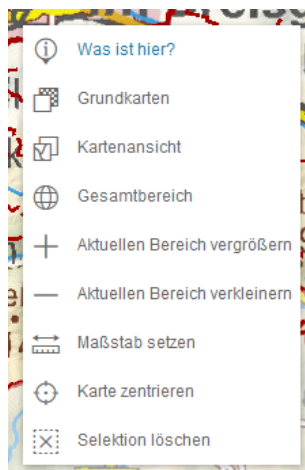 Was ist hier?
Grundkarten
Kartenansicht
Gesamtbereich
Aktuellen Bereich vergrößern
Aktuellen Bereich verkleinern
Maßstab setzen
Karte zentrieren
Selektion löschen